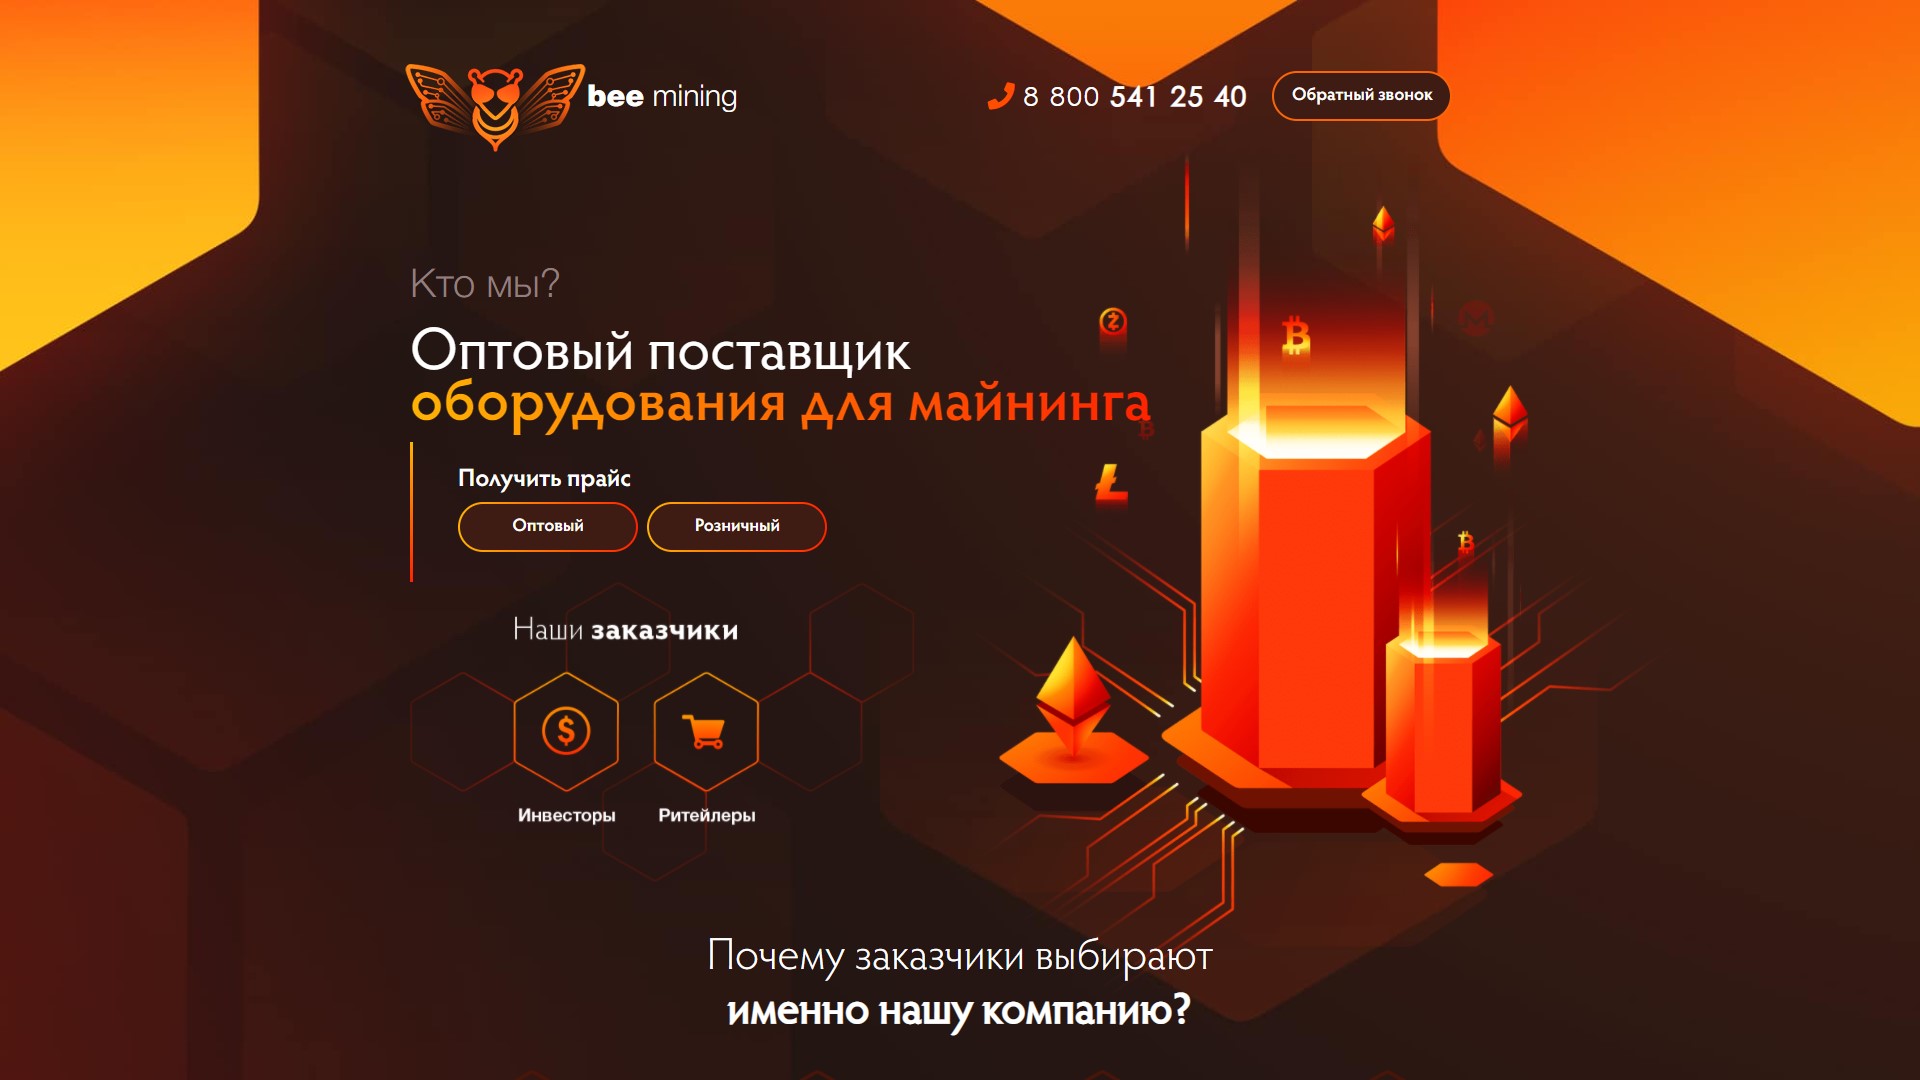 bee mining
8 800 541 25 40
Обратный звонок
Кто мы?
Оптовый поставщик
оборудования для майнинга
Получить прайс
Оптовый
Розничный
Наши заказчики
Инвесторы
Ритейлеры
Почему заказчики выбирают
именно нашу компанию?